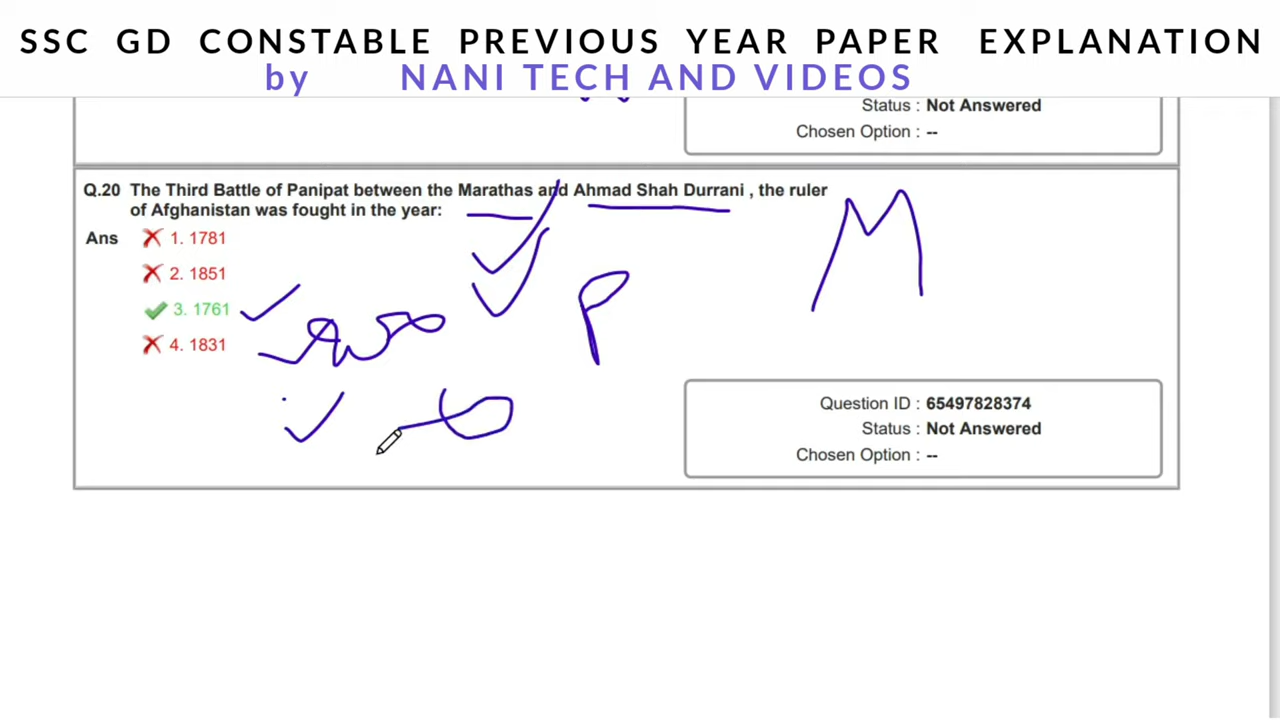 SSC GD CONSTABLE PREVIOUS YEAR PAPER EXPLANATION
by NANI TECH AND VIDEOS
Status : Not Answered
Chosen Option : --
Q.20 The Third Battle of Panipat between the Marathas and Ahmad Shah Durrani , the ruler
of Afghanistan was fought in the year:
Ans 1. 1781
2. 1851
3. 1761
4. 1831
P
M
Question ID : 65497828374
Status : Not Answered
Chosen Option : --